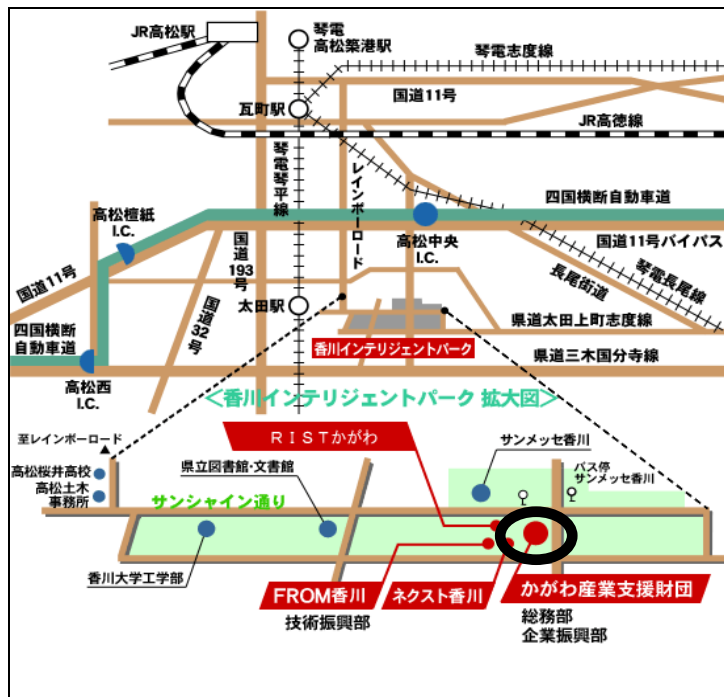 JR高松駅
琴電
高松築港駅
琴電志度線
国道11号
瓦町駅
JR高徳線
琴電琴平線
レインボーロード
四国横断自動車道
高松檀紙
I.C.
高松中央
I.C.
国道11号バイパス
国道
193
号
国道11号
長尾街道
琴電長尾線
国道32号
太田駅
四国横断
自動車道
県道太田上町志度線
香川インテリジェントパーク
県道三木国分寺線
高松西
I.C.
<香川インテリジェントパーク 拡大図>
至レインボーロード
RISTかがわ
サンメッセ香川
バス停
サンメッセ香川
高松桜井高校
県立図書館・文書館
高松土木
事務所
サンシャイン通り
香川大学工学部
FROM香川
ネクスト香川
かがわ産業支援財団
技術振興部
総務部
企業振興部